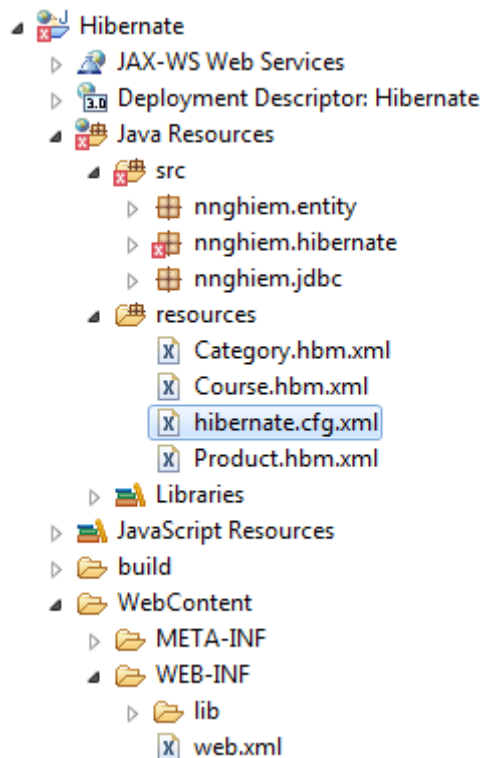 Hibernate
JAX-WS Web Services
3.0 Deployment Descriptor: Hibernate
Java Resources
src
nnghiem.entity
nnghiem.hibernate
nnghiem.jdbc
resources
Category.hbm.xml
Course.hbm.xml
hibernate.cfg.xml
Product.hbm.xml
Libraries
JavaScript Resources
build
WebContent
META-INF
WEB-INF
lib
web.xml